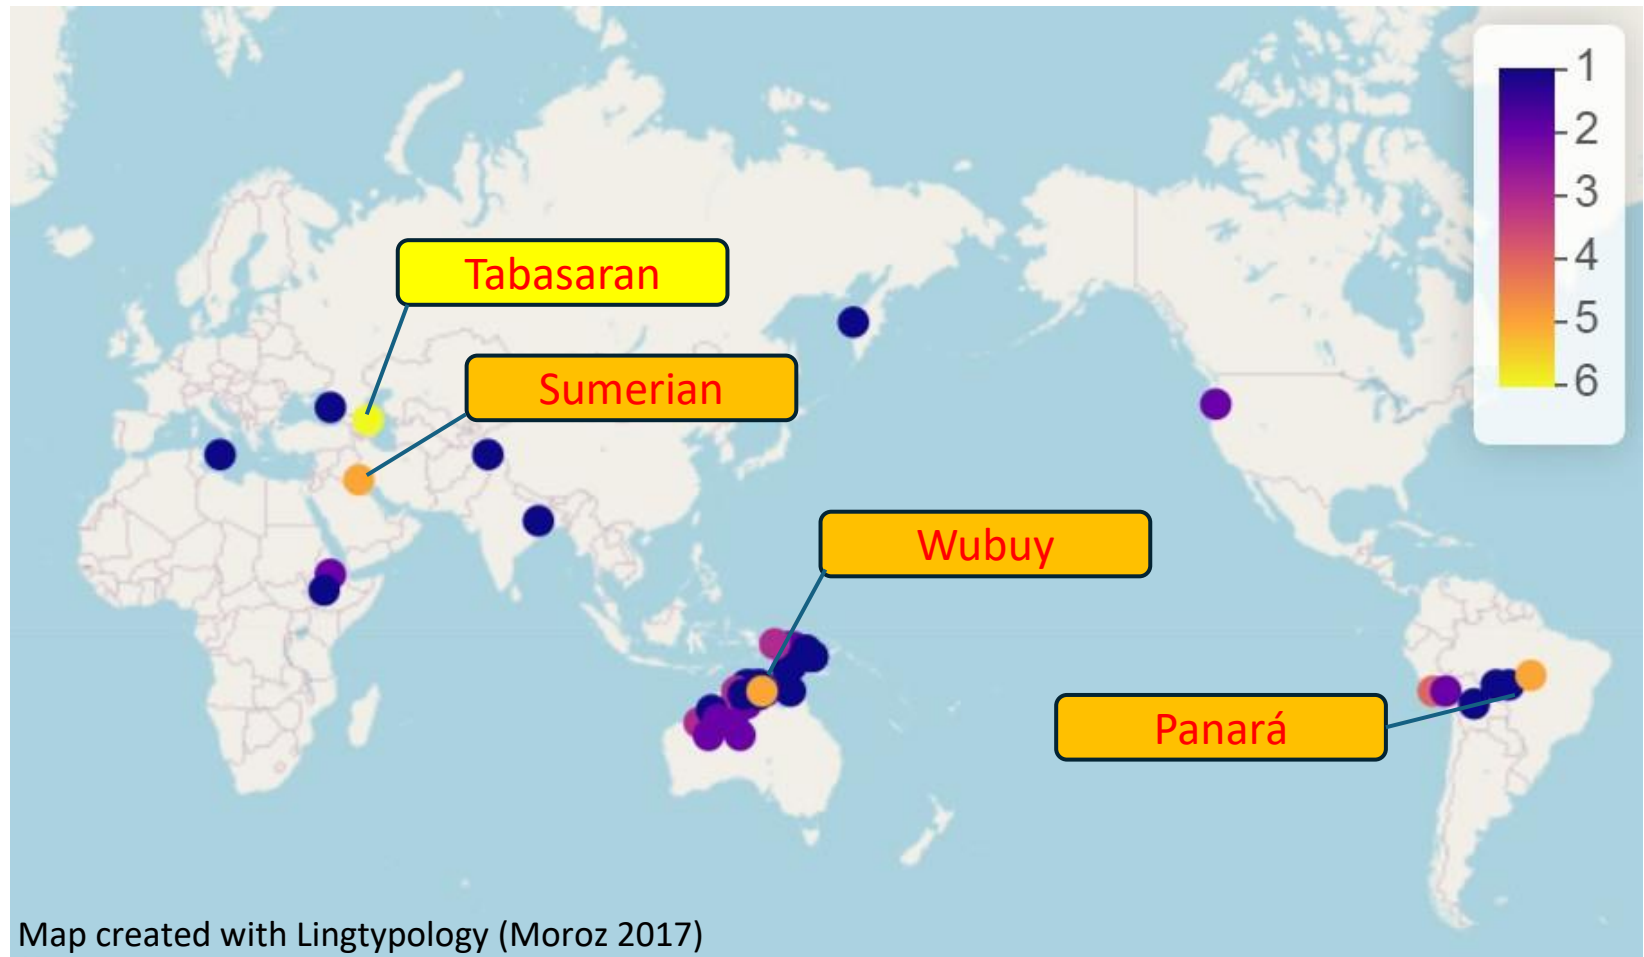 1
2
3
4
5
6
Tabasaran
Sumerian
Wubuy
Panará
Map created with Lingtypology (Moroz 2017)